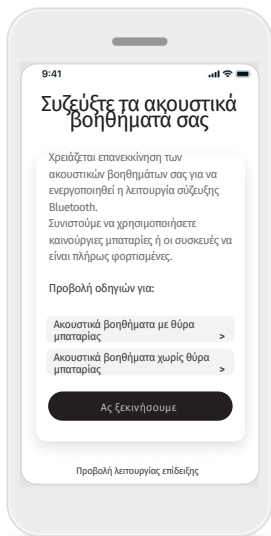 9:41
Συζεύξτε τα ακουστικά
βοηθήματα σας
Χρειάζεται επανεκκίνηση των
ακουστικών βοηθημάτων σας για να
ενεργοποιηθεί η λειτουργία σύζευξης
Bluetooth.
Συνιστούμε να χρησιμοποιήσετε
καινούργιες μπαταρίες ή οι συσκευές να
είναι πλήρως φορτισμένες.
Προβολή οδηγιών για:
Ακουστικά βοηθήματα με θύρα
μπαταρίας >
Ακουστικά βοηθήματα χωρίς θύρα
μπαταρίας >
Ας ξεκινήσουμε
Προβολή λειτουργίας επίδειξης